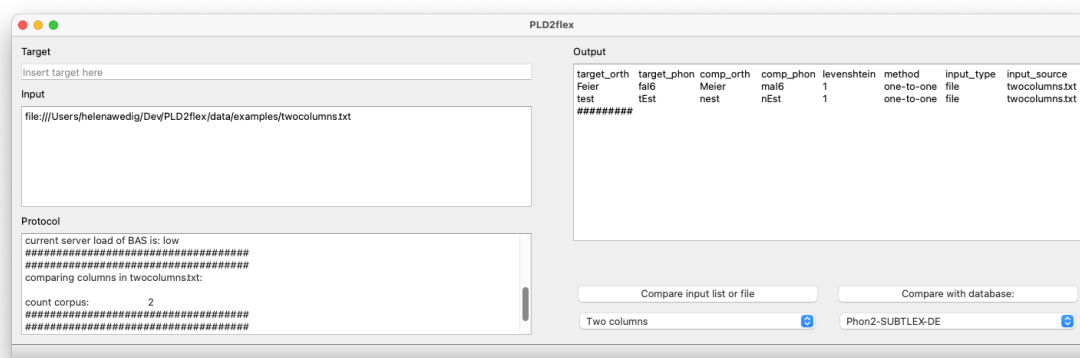 PLD2flex
Target
Insert target here
Input
file:///Users/helenawedig/Dev/PLD2flex/data/examples/twocolumns.txt
Protocol
current server load of BAS is: low
####################################
####################################
comparing columns in twocolumns.txt:
count corpus: 2
####################################
####################################
Output
target_orth target_phon comp_orth comp_phon levenshtein method input_type input_source
Feier fal6 Meier mal6 1 one-to-one file twocolumns.txt
test tEst nest nEst 1 one-to-one file twocolumns.txt
#########
Compare input list or file
Compare with database:
Two columns
Phon2-SUBTLEX-DE